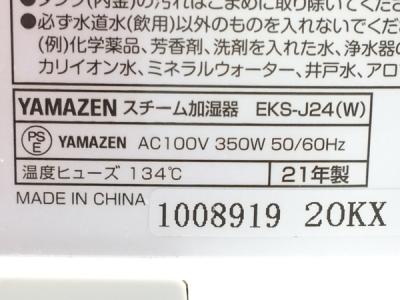 ●タンク(内釜)の汚れはこまめに取り除いてくださ
●必ず水道水(飲用)以外のものを入れないでくださ
(例)化学薬品、芳香剤、洗剤を入れた水、浄水器の
カリイオン水、ミネラルウォーター、井戸水、アロ
YAMAZEN スチーム加湿器 EKS-J24(W)
PS E YAMAZEN AC100V 350W 50/60Hz
温度ヒューズ 134℃ 21年製
MADE IN CHINA 1008919 20KX